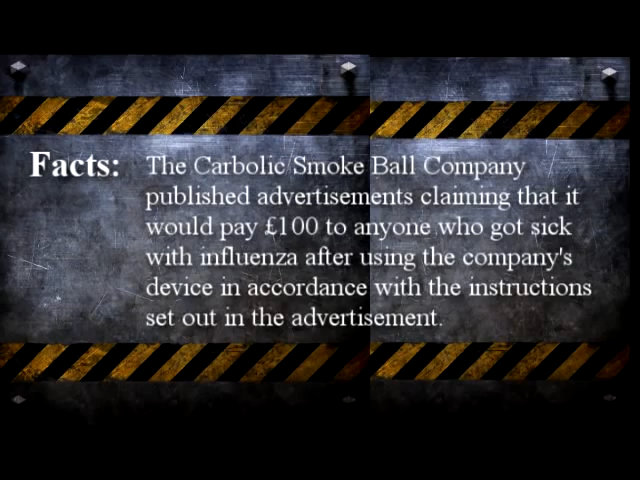 Facts: The Carbolic Smoke Ball Company
published advertisements claiming that it
would pay £100 to anyone who got sick
with influenza after using the company's
device in accordance with the instructions
set out in the advertisement.